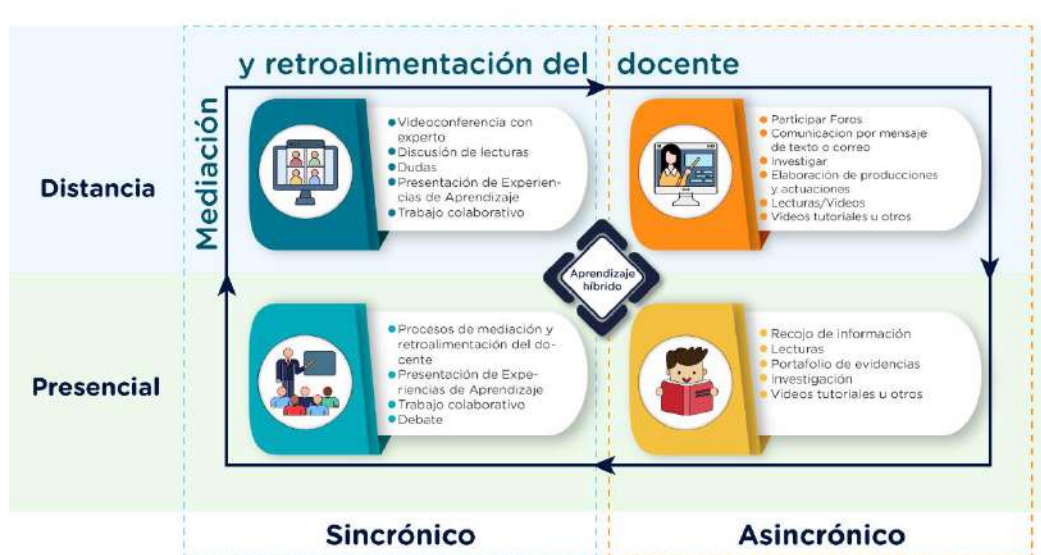 y retroalimentación del docente
Mediación
Distancia
Videoconferencia con
experto
Discusión de lecturas
Dudas
Presentación de Experien-
cias de Aprendizaje
Trabajo colaborativo
Participar Foros
Comunicacion por mensaje
de texto o correo
Investigar
Elaboración de producciones
y actuaciones
Lecturas/Videos
Videos tutoriales u otros
Aprendizaje
híbrido
Presencial
Procesos de mediación y
retroalimentación del do-
cente
Presentación de Expe-
riencias de Aprendizaje
Trabajo colaborativo
Debate
Recojo de información
Lecturas
Portafolio de evidencias
Investigación
Videos tutoriales u otros
Sincrónico
Asincrónico